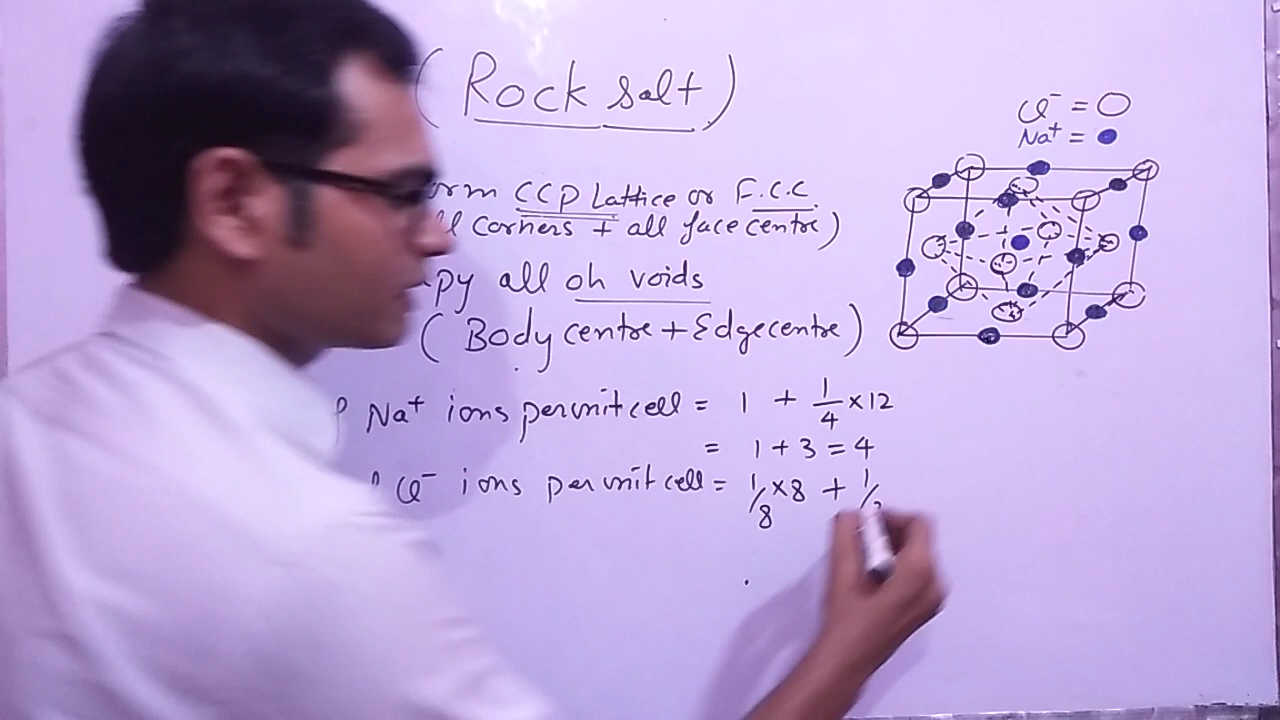 ( Rock salt )
Cl⁻ = O
Na⁺ = ●
CCP Lattice or F.C.C.
Corners + all face centre)
all oh voids
( Body centre + Edge centre )
Na⁺ ions per unit cell = 1 + 1/4 × 12
= 1 + 3 = 4
Cl⁻ ions per unit cell = 1/8 × 8 + 1/